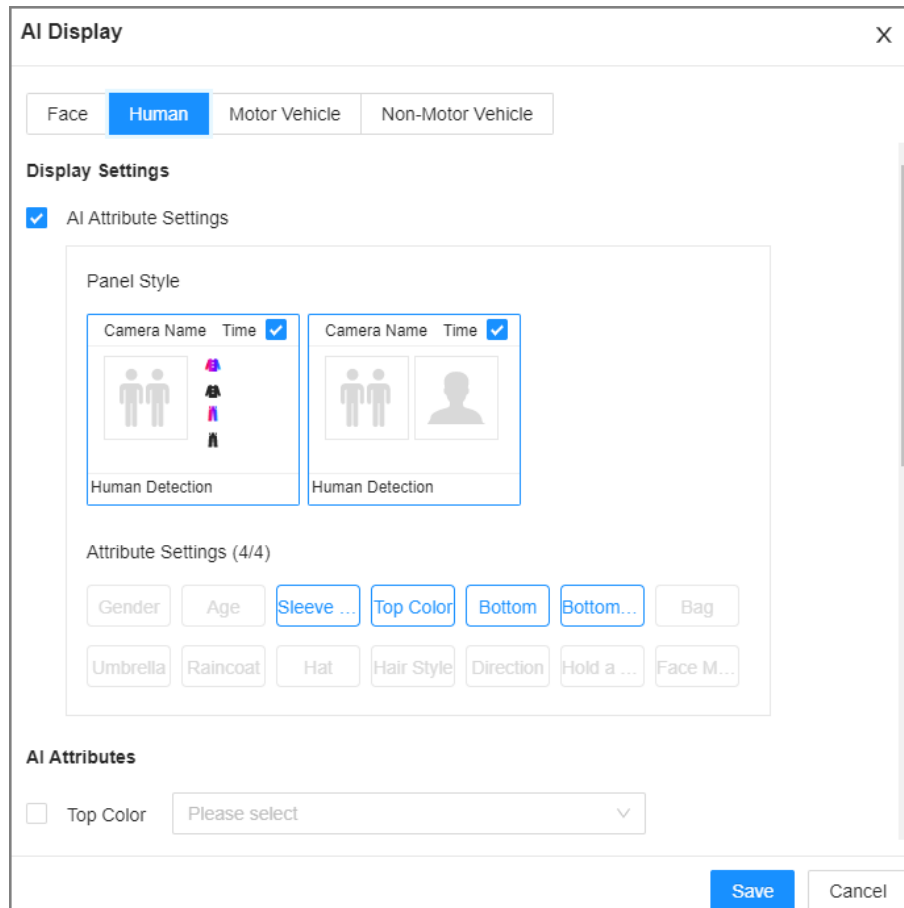 AI Display X
Face Human Motor Vehicle Non-Motor Vehicle
Display Settings
AI Attribute Settings
Panel Style
Camera Name Time Camera Name Time
Human Detection Human Detection
Attribute Settings (4/4)
Gender Age Sleeve ... Top Color Bottom Bottom... Bag
Umbrella Raincoat Hat Hair Style Direction Hold a ... Face M...
AI Attributes
Top Color Please select
Save Cancel